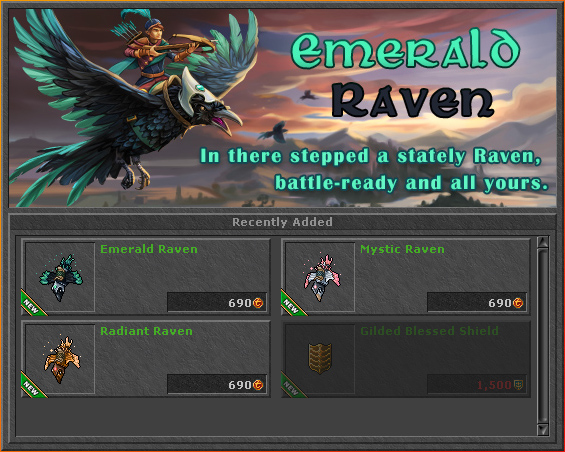 Emerald
Raven
In there stepped a stately Raven,
battle-ready and all yours.
Recently Added
Emerald Raven
NEW
690
Mystic Raven
NEW
690
Radiant Raven
NEW
690
Gilded Blessed Shield
NEW
1,500